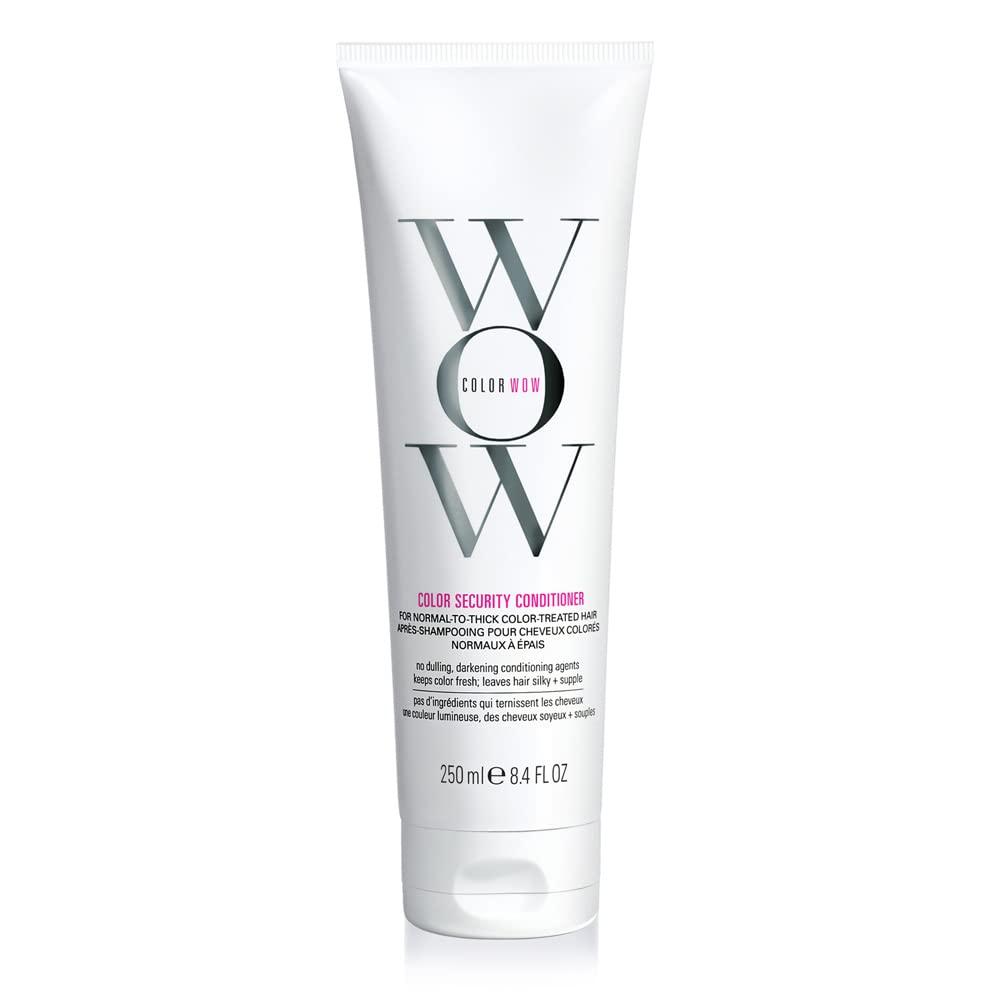 W
O
COLOR WOW
W
COLOR SECURITY CONDITIONER
FOR NORMAL-TO-THICK COLOR-TREATED HAIR
APRÈS-SHAMPOOING POUR CHEVEUX COLORÉS
NORMAUX À ÉPAIS
no dulling, darkening conditioning agents
keeps color fresh; leaves hair silky + supple
pas d'ingrédients qui ternissent les cheveux
une couleur lumineuse, des cheveux soyeux + souples
250 ml e 8.4 FL OZ